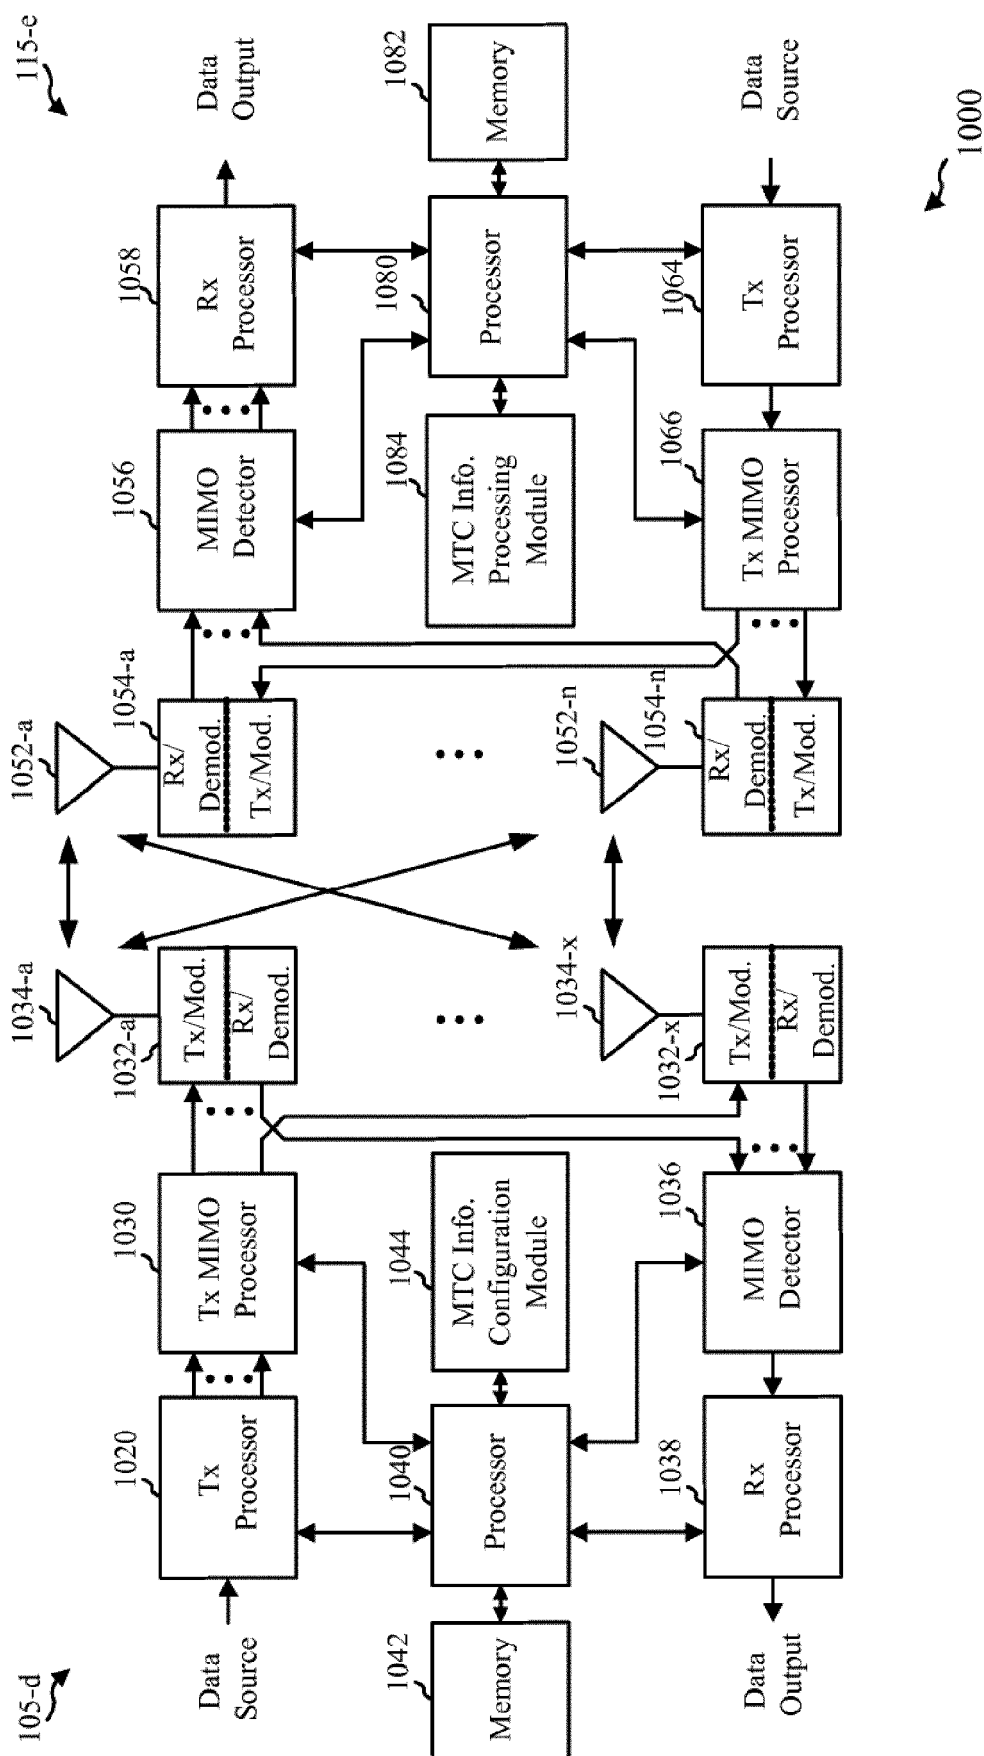 105-d
115-e
Data
Source
1020
Tx
Processor
1030
Tx MIMO
Processor
1032-a
Tx/Mod.
Rx/
Demod.
1034-a
1052-a
1054-a
Rx/
Demod.
Tx/Mod.
1056
MIMO
Detector
1058
Rx
Processor
Data
Output
1042
Memory
1040
Processor
1044
MTC Info.
Configuration
Module
1084
MTC Info.
Processing
Module
1080
Processor
1082
Memory
Data
Output
1038
Rx
Processor
1036
MIMO
Detector
1032-x
Tx/Mod.
Rx/
Demod.
1034-x
1052-n
1054-n
Rx/
Demod.
Tx/Mod.
1066
Tx MIMO
Processor
1064
Tx
Processor
Data
Source
1000